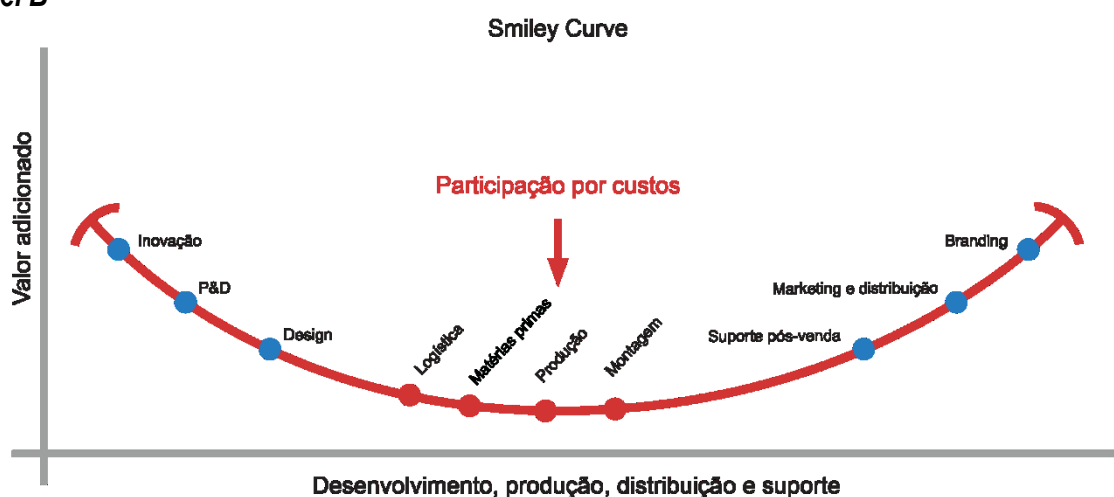 Smiley Curve
Valor adicionado
Participação por custos
Inovação
P&D
Design
Logística
Matérias primas
Produção
Montagem
Suporte pós-venda
Marketing e distribuição
Branding
Desenvolvimento, produção, distribuição e suporte